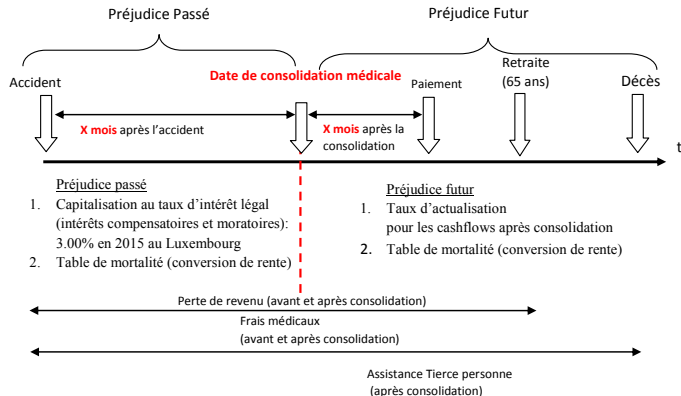 Préjudice Passé
Préjudice Futur
Accident
Date de consolidation médicale
Paiement
Retraite
(65 ans)
Décès
X mois après l'accident
X mois après la
consolidation
t
Préjudice passé
1. Capitalisation au taux d'intérêt légal
(intérêts compensatoires et moratoires):
3.00% en 2015 au Luxembourg
2. Table de mortalité (conversion de rente)
Préjudice futur
1. Taux d'actualisation
pour les cashflows après consolidation
2. Table de mortalité (conversion de rente)
Perte de revenu (avant et après consolidation)
Frais médicaux
(avant et après consolidation)
Assistance Tierce personne
(après consolidation)